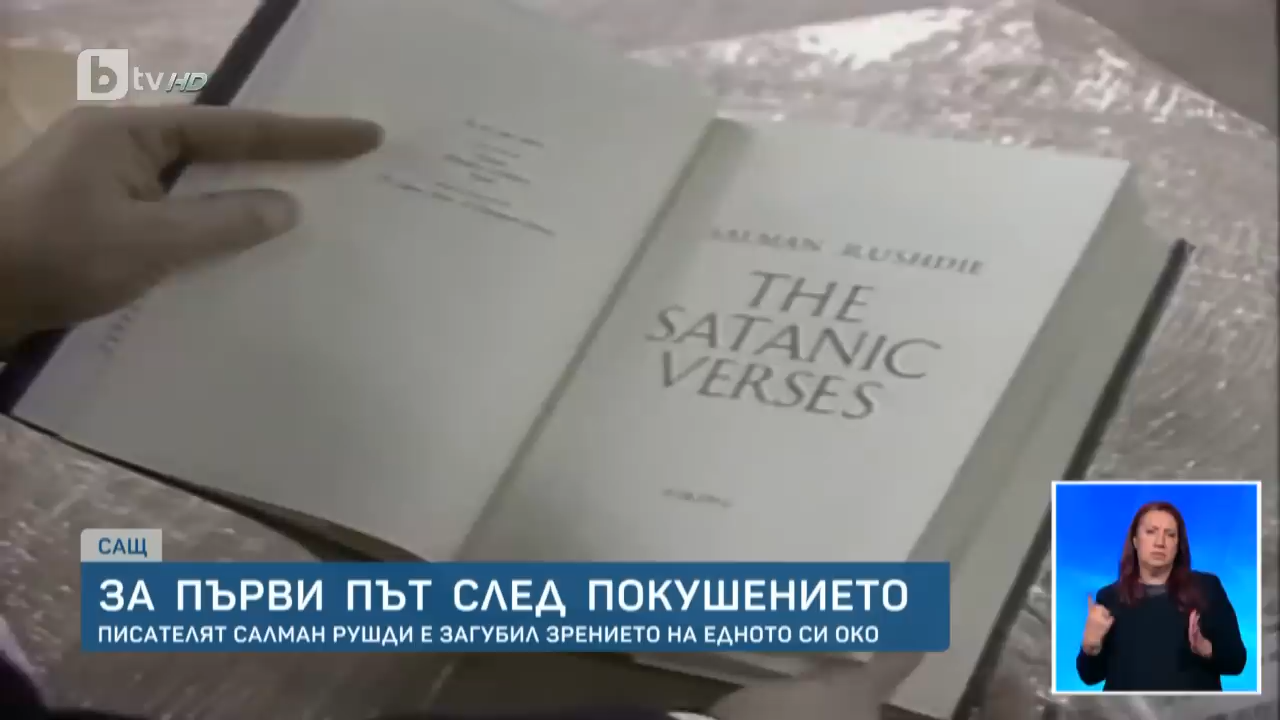 btv HD
SALMAN RUSHDIE
THE
SATANIC
VERSES
САЩ
ЗА ПЪРВИ ПЪТ СЛЕД ПОКУШЕНИЕТО
ПИСАТЕЛЯТ САЛМАН РУШДИ Е ЗАГУБИЛ ЗРЕНИЕТО НА ЕДНОТО СИ ОКО